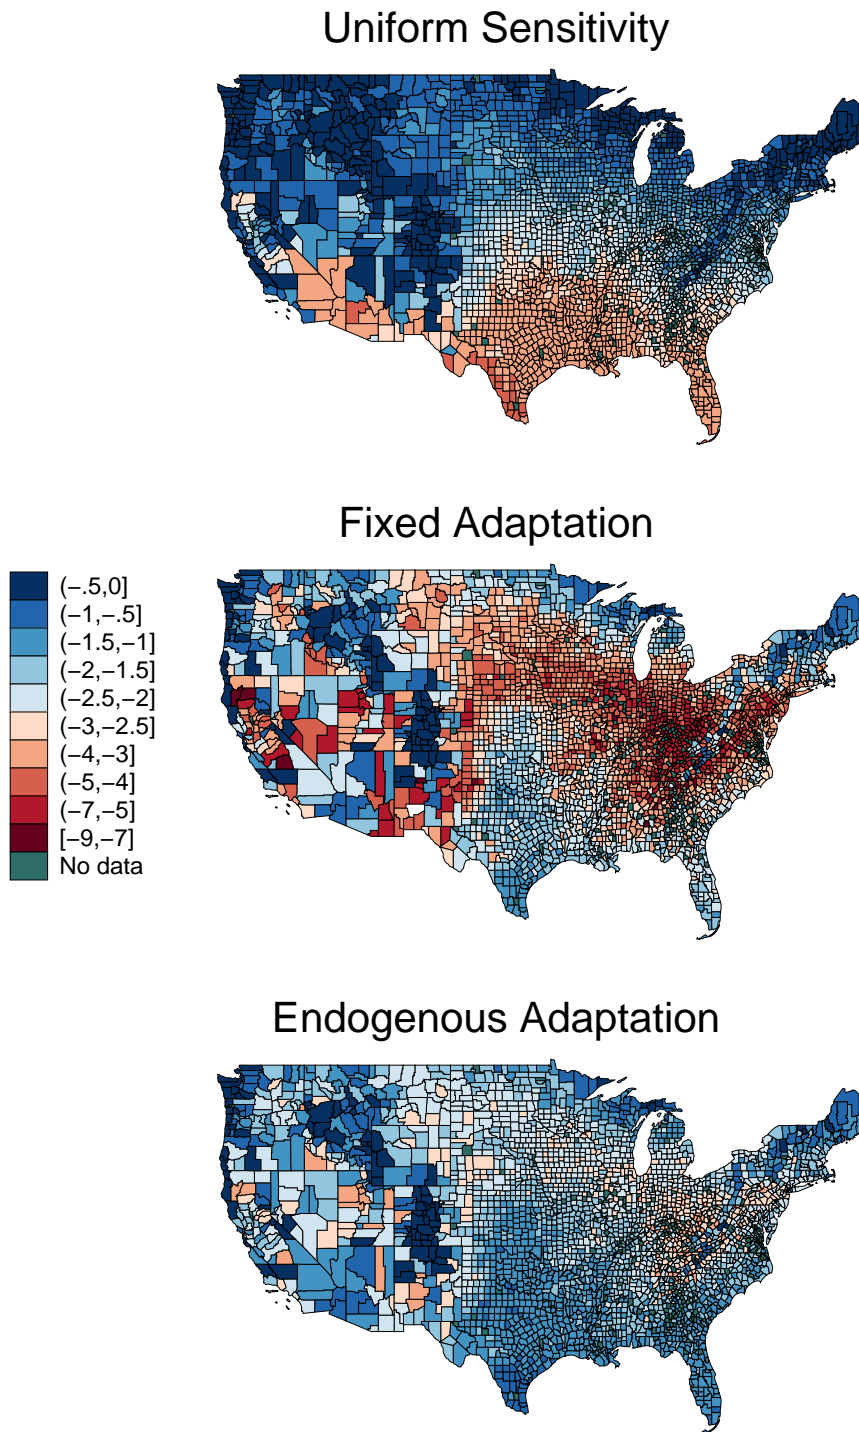 Uniform Sensitivity
Fixed Adaptation
(−.5,0]
(−1,−.5]
(−1.5,−1]
(−2,−1.5]
(−2.5,−2]
(−3,−2.5]
(−4,−3]
(−5,−4]
(−7,−5]
[−9,−7]
No data
Endogenous Adaptation